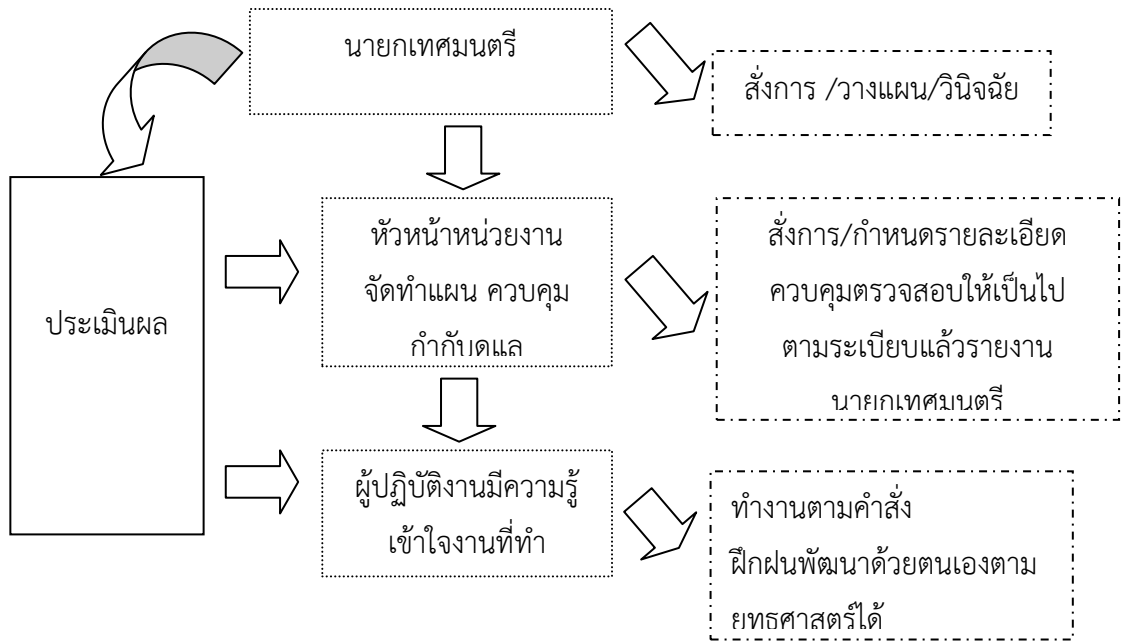 นายกเทศมนตรี
สั่งการ /วางแผน/วินิจฉัย
ประเมินผล
หัวหน้าหน่วยงาน
จัดทำแผน ควบคุม
กำกับดูแล
สั่งการ/กำหนดรายละเอียด
ควบคุมตรวจสอบให้เป็นไป
ตามระเบียบแล้วรายงาน
นายกเทศมนตรี
ผู้ปฏิบัติงานมีความรู้
เข้าใจงานที่ทำ
ทำงานตามคำสั่ง
ฝึกฝนพัฒนาด้วยตนเองตาม
ยุทธศาสตร์ได้